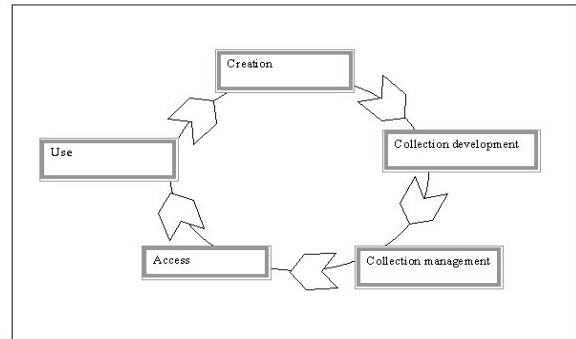 Creation
Collection development
Collection management
Access
Use